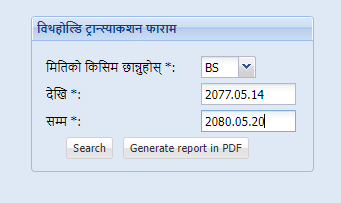 विथहोल्डि ट्रान्स्याकशन फाराम
मितिको किसिम छान्नुहोस् *: BS
देखि *: 2077.05.14
सम्म *: 2080.05.20
Search Generate report in PDF